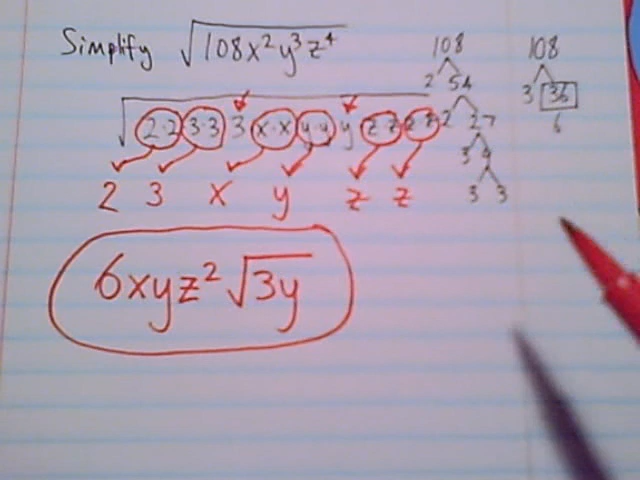 Simplify √108x²y³z⁴
√2·2 3·3 3 x·x y·y y z·z z·z
2 3 x y z z
6xyz²√3y
108
2 54
2 27
3 9
3 3
108
3 36
6